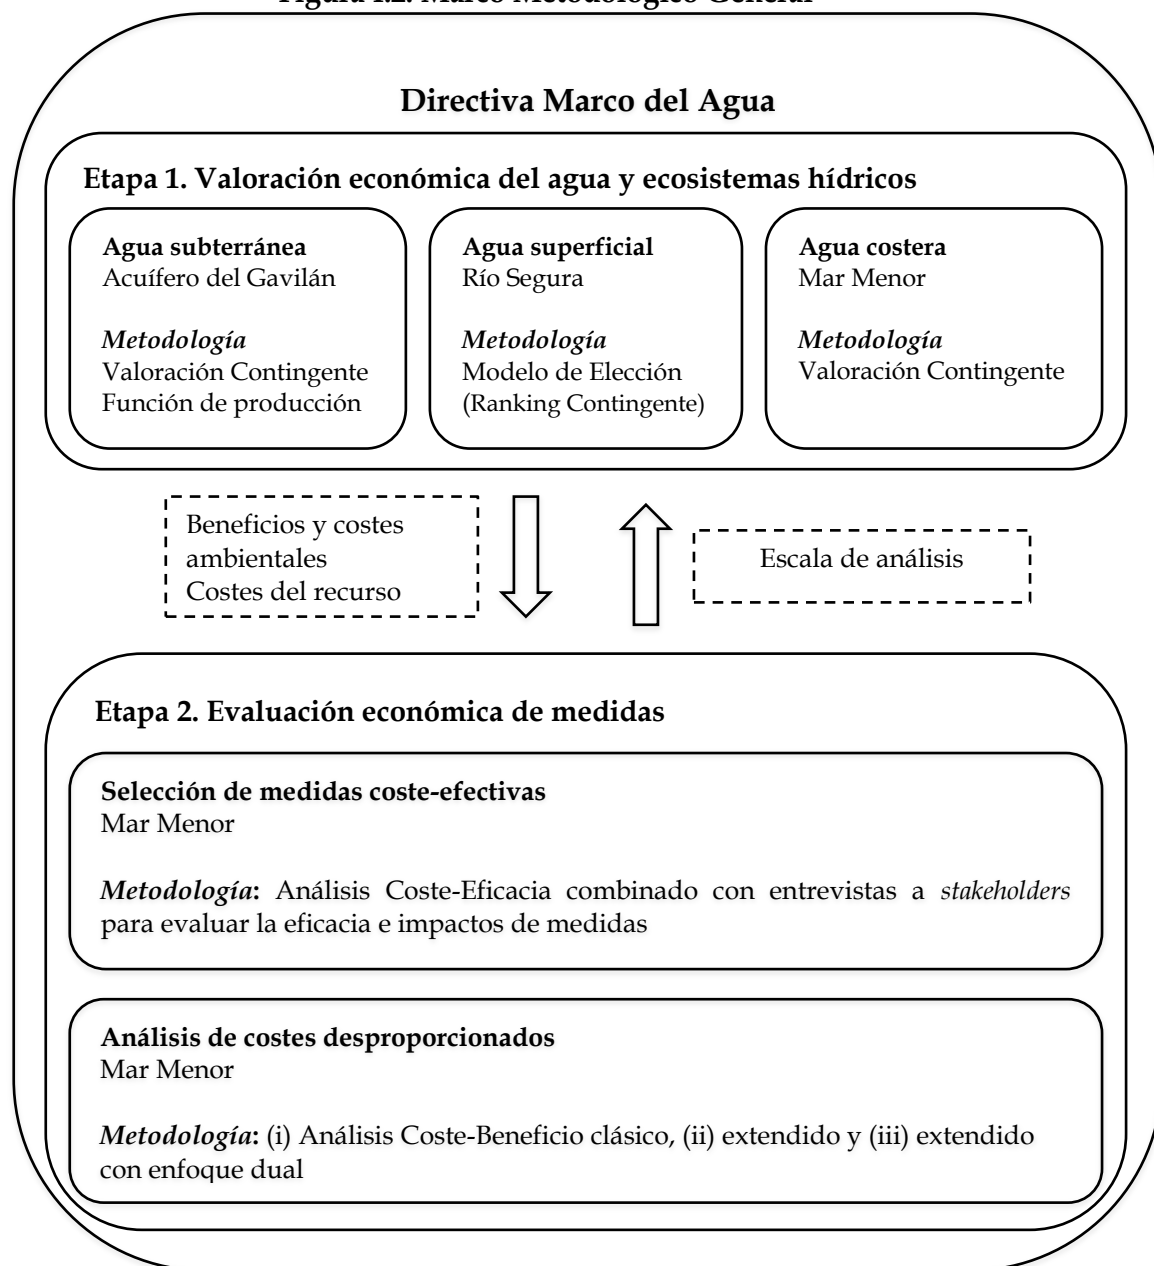 Figura I.2. Marco Metodológico General
Directiva Marco del Agua
Etapa 1. Valoración económica del agua y ecosistemas hídricos
Agua subterránea
Acuífero del Gavilán
Metodología
Valoración Contingente
Función de producción
Agua superficial
Río Segura
Metodología
Modelo de Elección
(Ranking Contingente)
Agua costera
Mar Menor
Metodología
Valoración Contingente
Beneficios y costes
ambientales
Costes del recurso
Escala de análisis
Etapa 2. Evaluación económica de medidas
Selección de medidas coste-efectivas
Mar Menor
Metodología: Análisis Coste-Eficacia combinado con entrevistas a stakeholders
para evaluar la eficacia e impactos de medidas
Análisis de costes desproporcionados
Mar Menor
Metodología: (i) Análisis Coste-Beneficio clásico, (ii) extendido y (iii) extendido
con enfoque dual